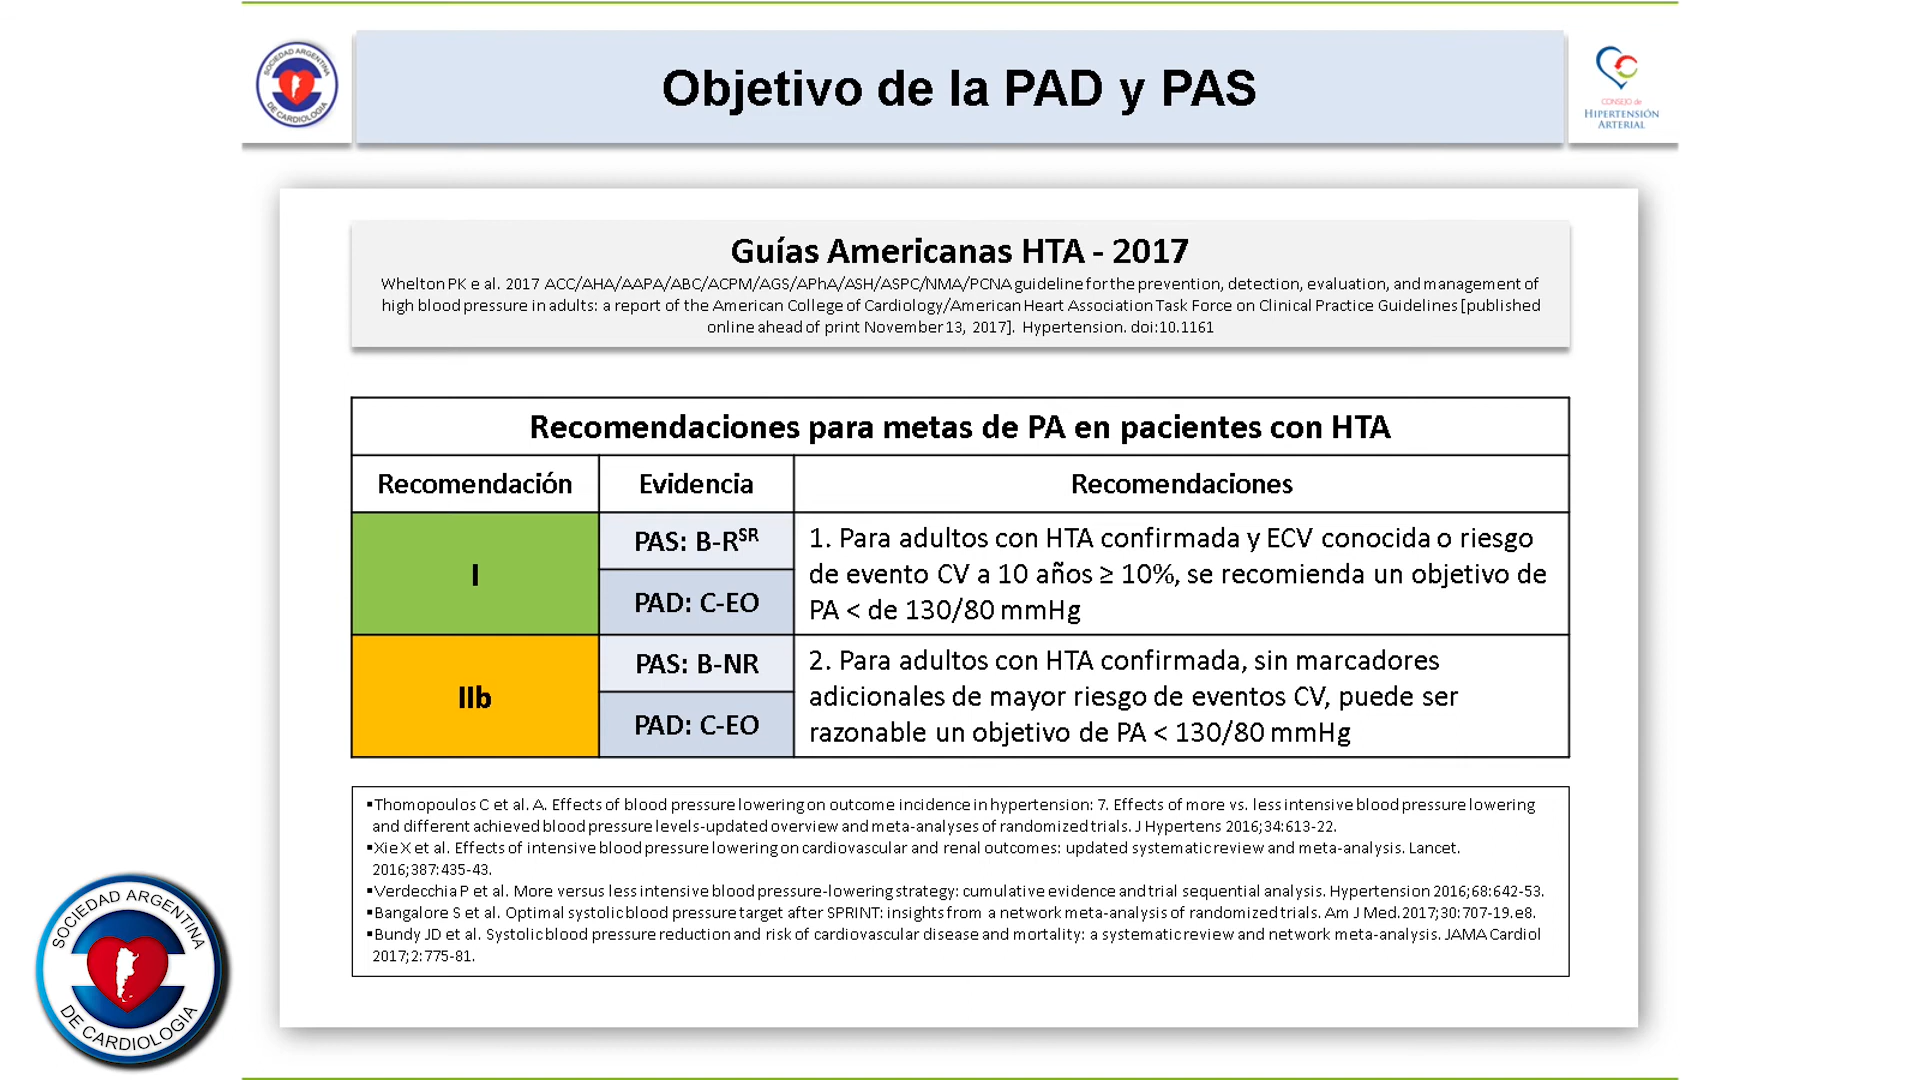 SOCIEDAD ARGENTINA
DE CARDIOLOGIA
Objetivo de la PAD y PAS
CONSEJO de
HIPERTENSIÓN
ARTERIAL
Guías Americanas HTA - 2017
Whelton PK e al. 2017 ACC/AHA/AAPA/ABC/ACPM/AGS/APhA/ASH/ASPC/NMA/PCNA guideline for the prevention, detection, evaluation, and management of
high blood pressure in adults: a report of the American College of Cardiology/American Heart Association Task Force on Clinical Practice Guidelines [published
online ahead of print November 13, 2017]. Hypertension. doi:10.1161
Recomendaciones para metas de PA en pacientes con HTA
Recomendación Evidencia Recomendaciones
I
PAS: B-R^SR
PAD: C-EO
1. Para adultos con HTA confirmada y ECV conocida o riesgo
de evento CV a 10 años ≥ 10%, se recomienda un objetivo de
PA < de 130/80 mmHg
IIb
PAS: B-NR
PAD: C-EO
2. Para adultos con HTA confirmada, sin marcadores
adicionales de mayor riesgo de eventos CV, puede ser
razonable un objetivo de PA < 130/80 mmHg
▪Thomopoulos C et al. A. Effects of blood pressure lowering on outcome incidence in hypertension: 7. Effects of more vs. less intensive blood pressure lowering
and different achieved blood pressure levels-updated overview and meta-analyses of randomized trials. J Hypertens 2016;34:613-22.
▪Xie X et al. Effects of intensive blood pressure lowering on cardiovascular and renal outcomes: updated systematic review and meta-analysis. Lancet.
2016;387:435-43.
▪Verdecchia P et al. More versus less intensive blood pressure-lowering strategy: cumulative evidence and trial sequential analysis. Hypertension 2016;68:642-53.
▪Bangalore S et al. Optimal systolic blood pressure target after SPRINT: insights from a network meta-analysis of randomized trials. Am J Med.2017;30:707-19.e8.
▪Bundy JD et al. Systolic blood pressure reduction and risk of cardiovascular disease and mortality: a systematic review and network meta-analysis. JAMA Cardiol
2017;2:775-81.
SOCIEDAD ARGENTINA
DE CARDIOLOGIA